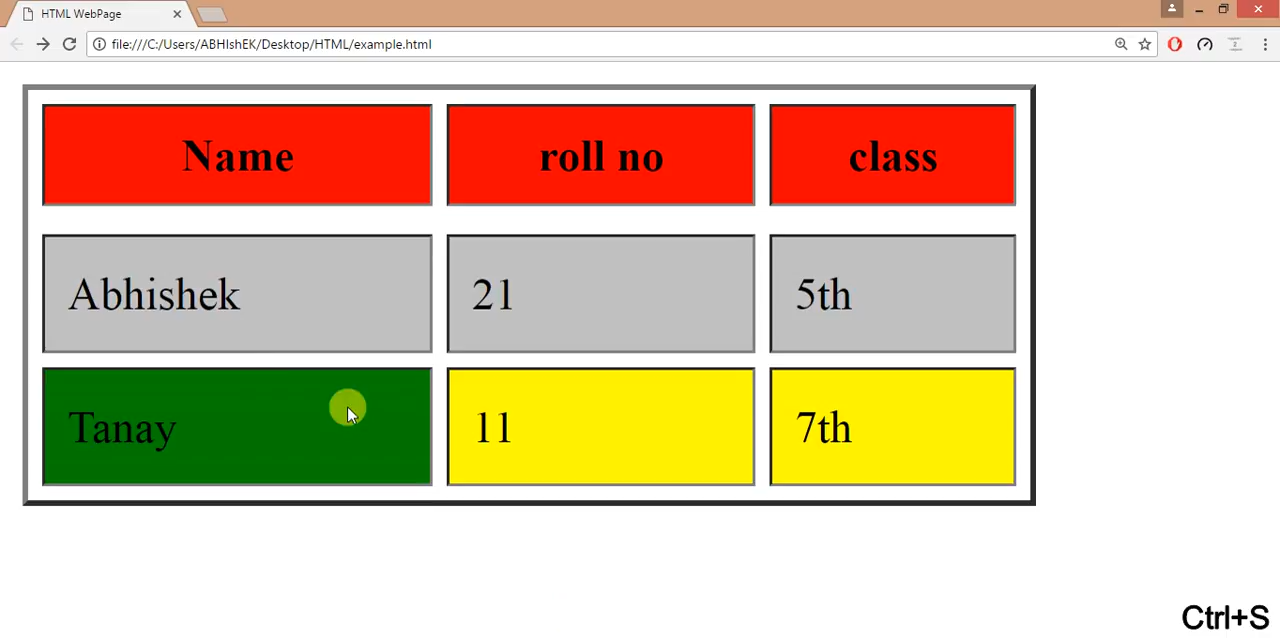 HTML WebPage
file:///C:/Users/ABHIshEK/Desktop/HTML/example.html
Name roll no class
Abhishek 21 5th
Tanay 11 7th
Ctrl+S